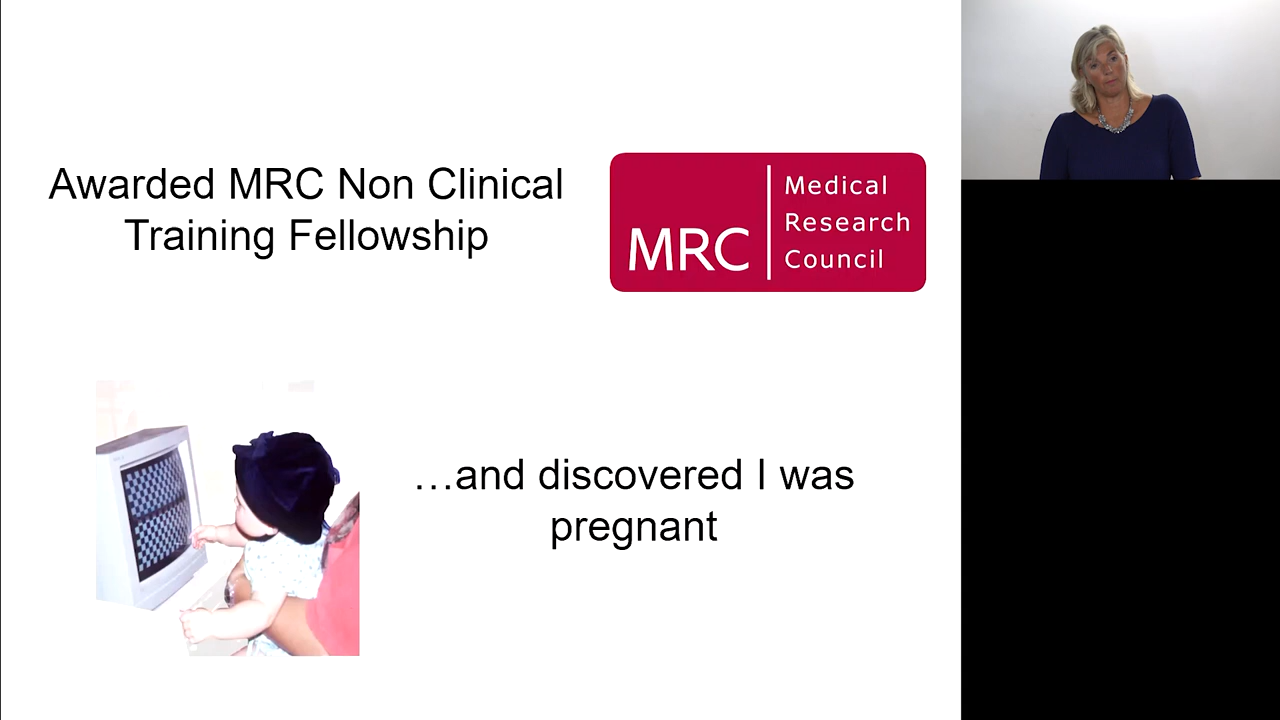 Awarded MRC Non Clinical
Training Fellowship
MRC
Medical
Research
Council
…and discovered I was
pregnant